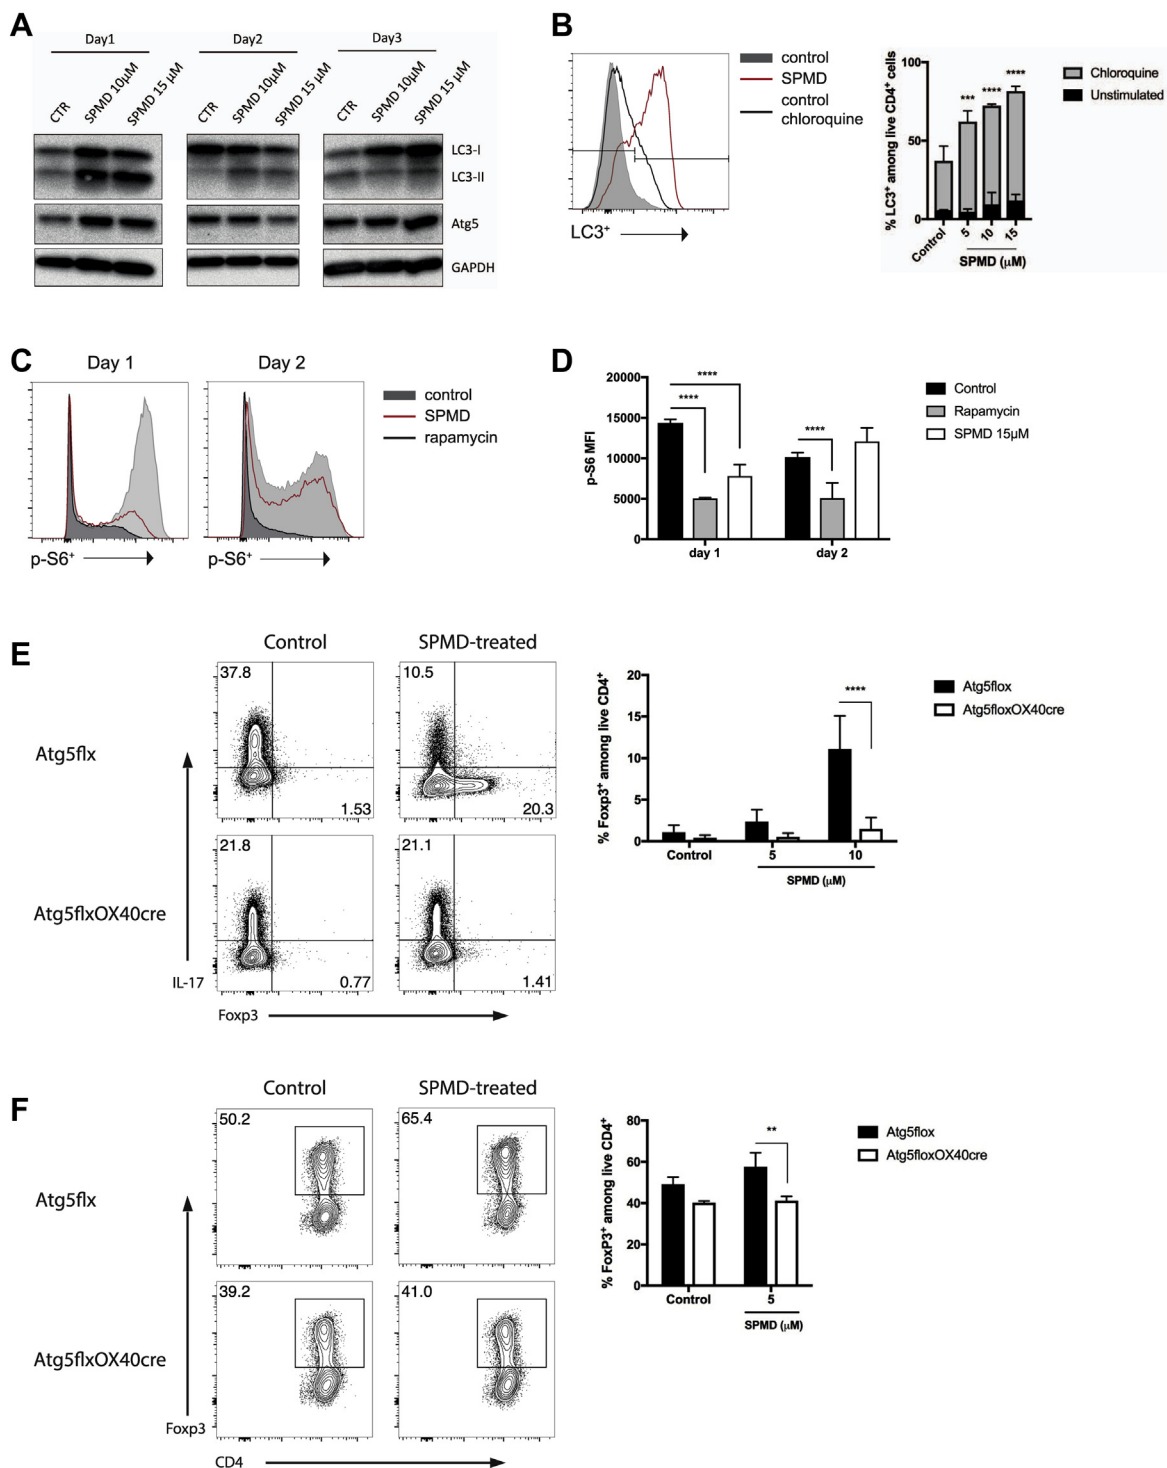 A
Day1
Day2
Day3
CTR
SPMD 10μM
SPMD 15 μM
CTR
SPMD 10μM
SPMD 15 μM
CTR
SPMD 10μM
SPMD 15 μM
LC3-I
LC3-II
Atg5
GAPDH
B
control
SPMD
control
chloroquine
LC3+
% LC3+ among live CD4+ cells
100
50
0
***
****
****
Chloroquine
Unstimulated
Control
5
10
15
SPMD (μM)
C
Day 1
Day 2
control
SPMD
rapamycin
p-S6+
p-S6+
D
p-S6 MFI
20000
15000
10000
5000
0
****
****
****
day 1
day 2
Control
Rapamycin
SPMD 15μM
E
Control
SPMD-treated
Atg5flx
37.8
1.53
10.5
20.3
Atg5flxOX40cre
21.8
0.77
21.1
1.41
IL-17
Foxp3
% Foxp3+ among live CD4+
20
15
10
5
0
****
Control
5
10
SPMD (μM)
Atg5flox
Atg5floxOX40cre
F
Control
SPMD-treated
Atg5flx
50.2
65.4
Atg5flxOX40cre
39.2
41.0
Foxp3
CD4
% FoxP3+ among live CD4+
80
60
40
20
0
**
Control
5
SPMD (μM)
Atg5flox
Atg5floxOX40cre